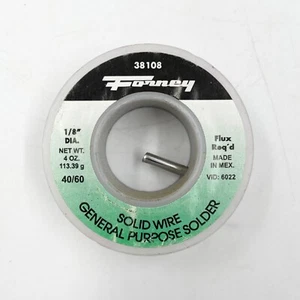 38108
Forney
1/8" DIA.
NET WT.
4 OZ.
113.39 g
40/60
Flux
Req'd
MADE
IN MEX.
VID: 6022
SOLID WIRE
GENERAL PURPOSE SOLDER